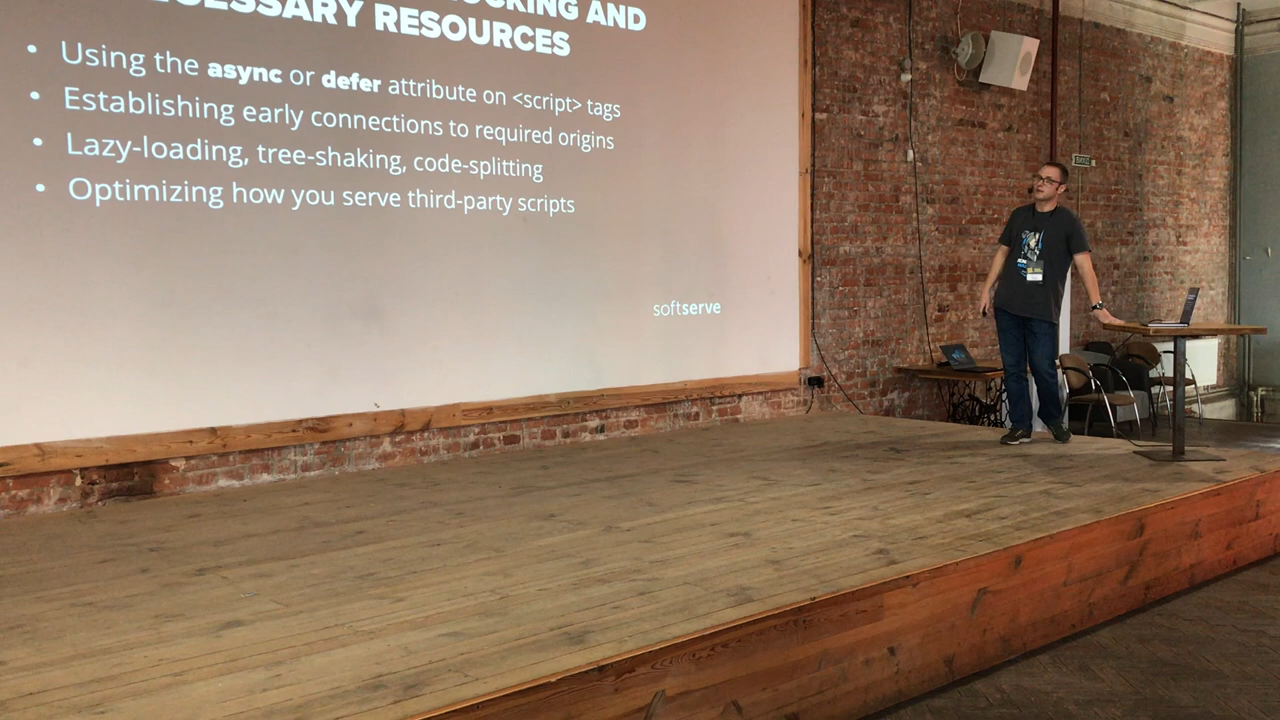 AND
RESOURCES
• Using the async or defer attribute on <script> tags
• Establishing early connections to required origins
• Lazy-loading, tree-shaking, code-splitting
• Optimizing how you serve third-party scripts
softserve